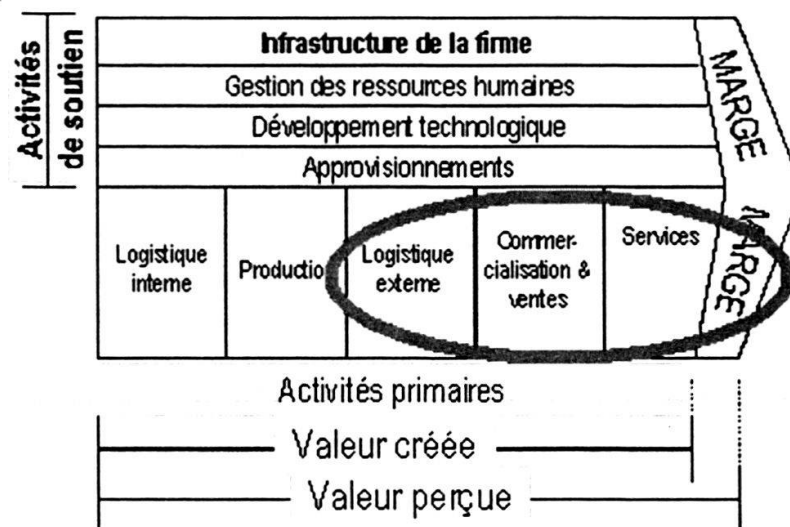 Activités
de soutien
Infrastructure de la firme
Gestion des ressources humaines
Développement technologique
Approvisionnements
MARGE
Logistique
interne
Productio
Logistique
externe
Commer-
cialisation &
ventes
Services
MARGE
Activités primaires
Valeur créée
Valeur perçue